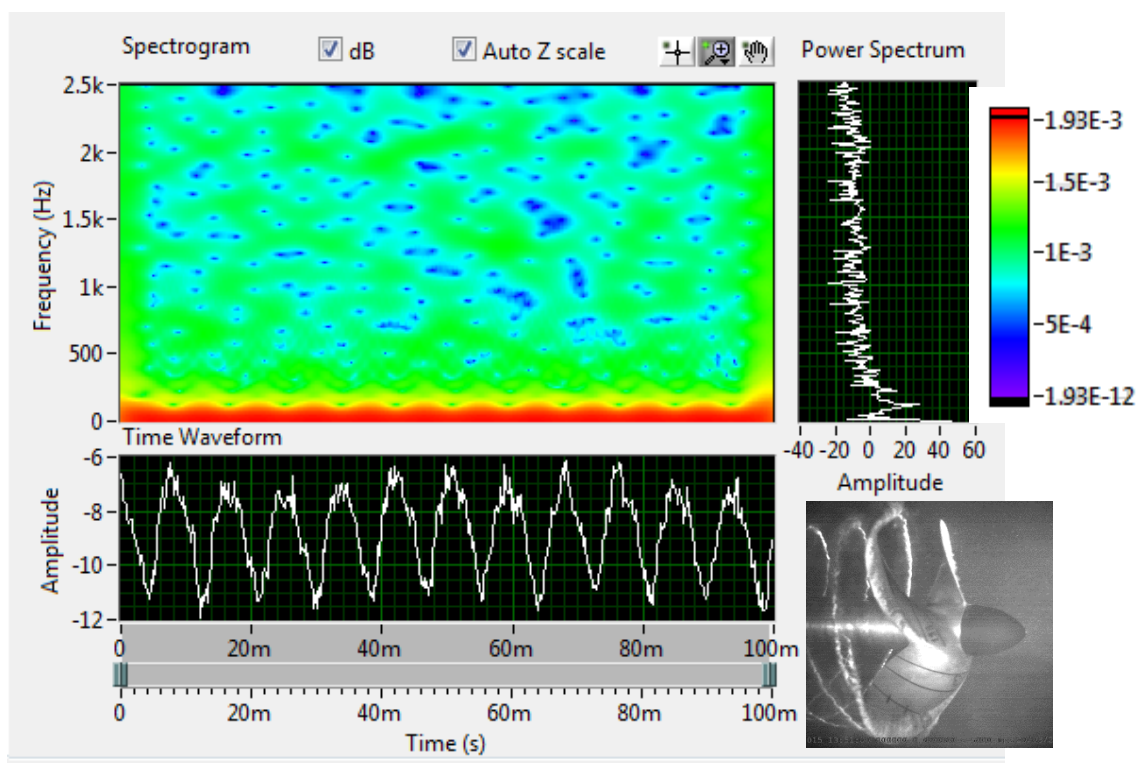 Spectrogram
dB
Auto Z scale
Power Spectrum
Frequency (Hz)
2.5k
2k
1.5k
1k
500
0
-40 -20 0 20 40 60
Amplitude
1.93E-3
1.5E-3
1E-3
5E-4
1.93E-12
Time Waveform
Amplitude
-6
-8
-10
-12
0 20m 40m 60m 80m 100m
0 20m 40m 60m 80m 100m
Time (s)